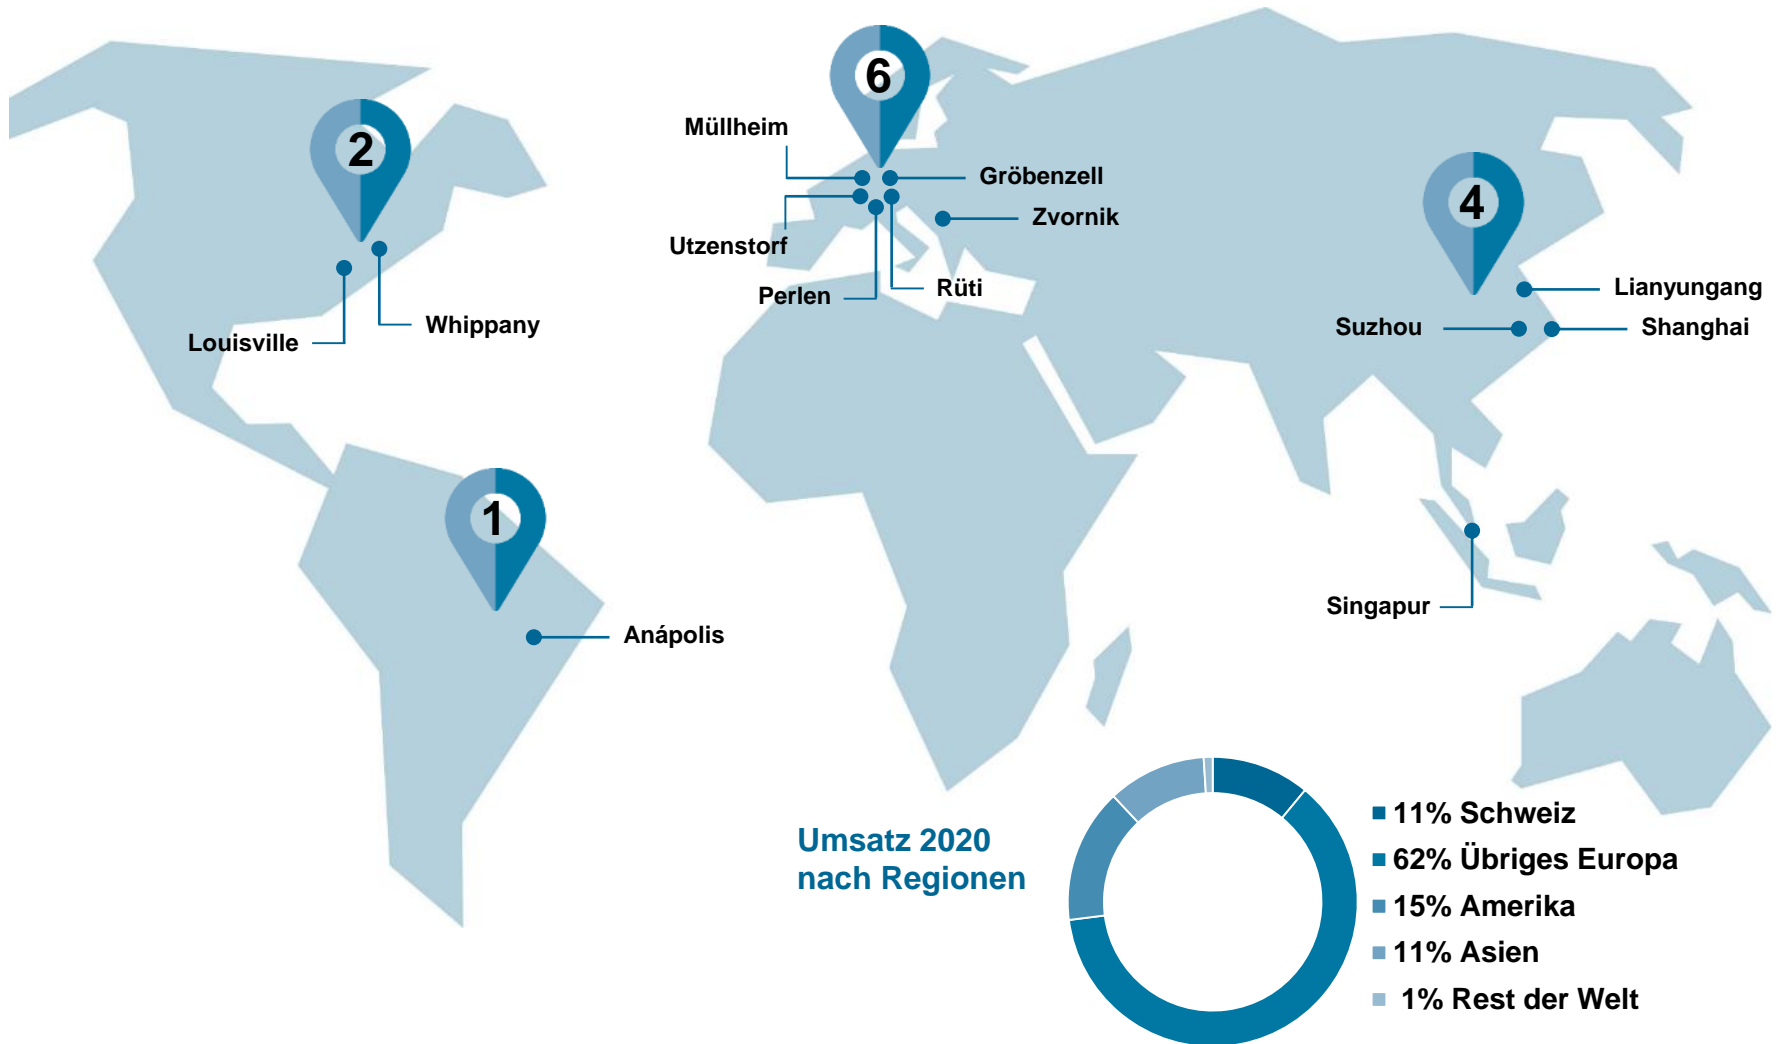 6
2
Müllheim
4
Gröbenzell
Zvornik
Utzenstorf
Lianyungang
Perlen
Rüti
Whippany
Suzhou
Shanghai
Louisville
1
Singapur
Anápolis
Umsatz 2020
nach Regionen
11% Schweiz
62% Übriges Europa
15% Amerika
11% Asien
1% Rest der Welt